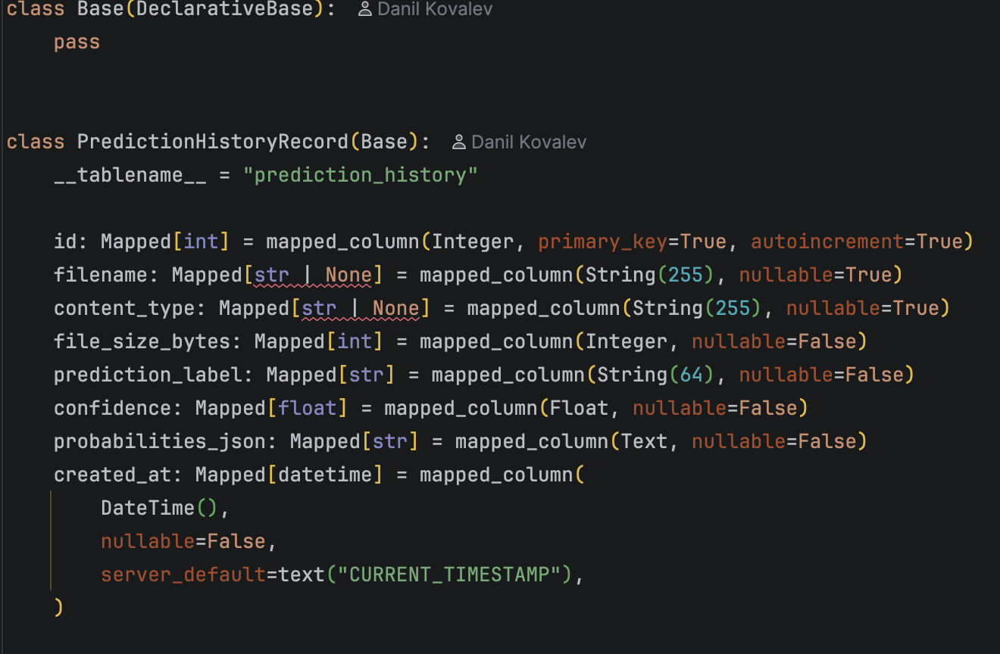 class Base(DeclarativeBase):  Danil Kovalev
    pass


class PredictionHistoryRecord(Base):  Danil Kovalev
    __tablename__ = "prediction_history"

    id: Mapped[int] = mapped_column(Integer, primary_key=True, autoincrement=True)
    filename: Mapped[str | None] = mapped_column(String(255), nullable=True)
    content_type: Mapped[str | None] = mapped_column(String(255), nullable=True)
    file_size_bytes: Mapped[int] = mapped_column(Integer, nullable=False)
    prediction_label: Mapped[str] = mapped_column(String(64), nullable=False)
    confidence: Mapped[float] = mapped_column(Float, nullable=False)
    probabilities_json: Mapped[str] = mapped_column(Text, nullable=False)
    created_at: Mapped[datetime] = mapped_column(
        DateTime(),
        nullable=False,
        server_default=text("CURRENT_TIMESTAMP"),
    )